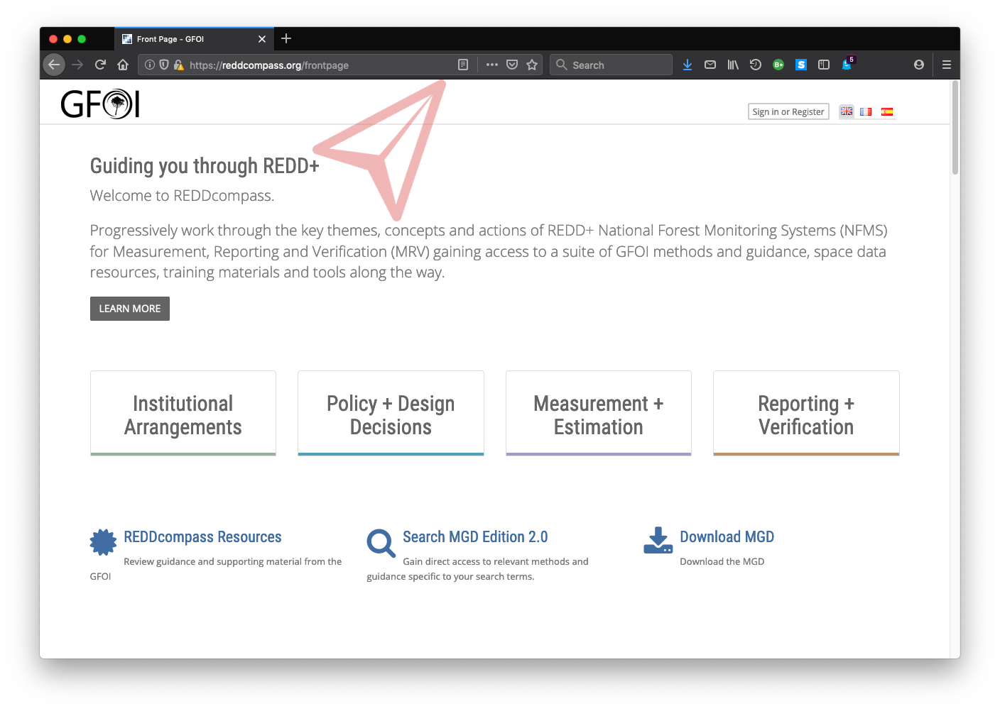 Front Page - GFOI
https://reddcompass.org/frontpage
Search
B+
S
5
GFOI
Sign in or Register
Guiding you through REDD+
Welcome to REDDcompass.
Progressively work through the key themes, concepts and actions of REDD+ National Forest Monitoring Systems (NFMS)
for Measurement, Reporting and Verification (MRV) gaining access to a suite of GFOI methods and guidance, space data
resources, training materials and tools along the way.
LEARN MORE
Institutional
Arrangements
Policy + Design
Decisions
Measurement +
Estimation
Reporting +
Verification
REDDcompass Resources
Review guidance and supporting material from the
GFOI
Search MGD Edition 2.0
Gain direct access to relevant methods and
guidance specific to your search terms.
Download MGD
Download the MGD